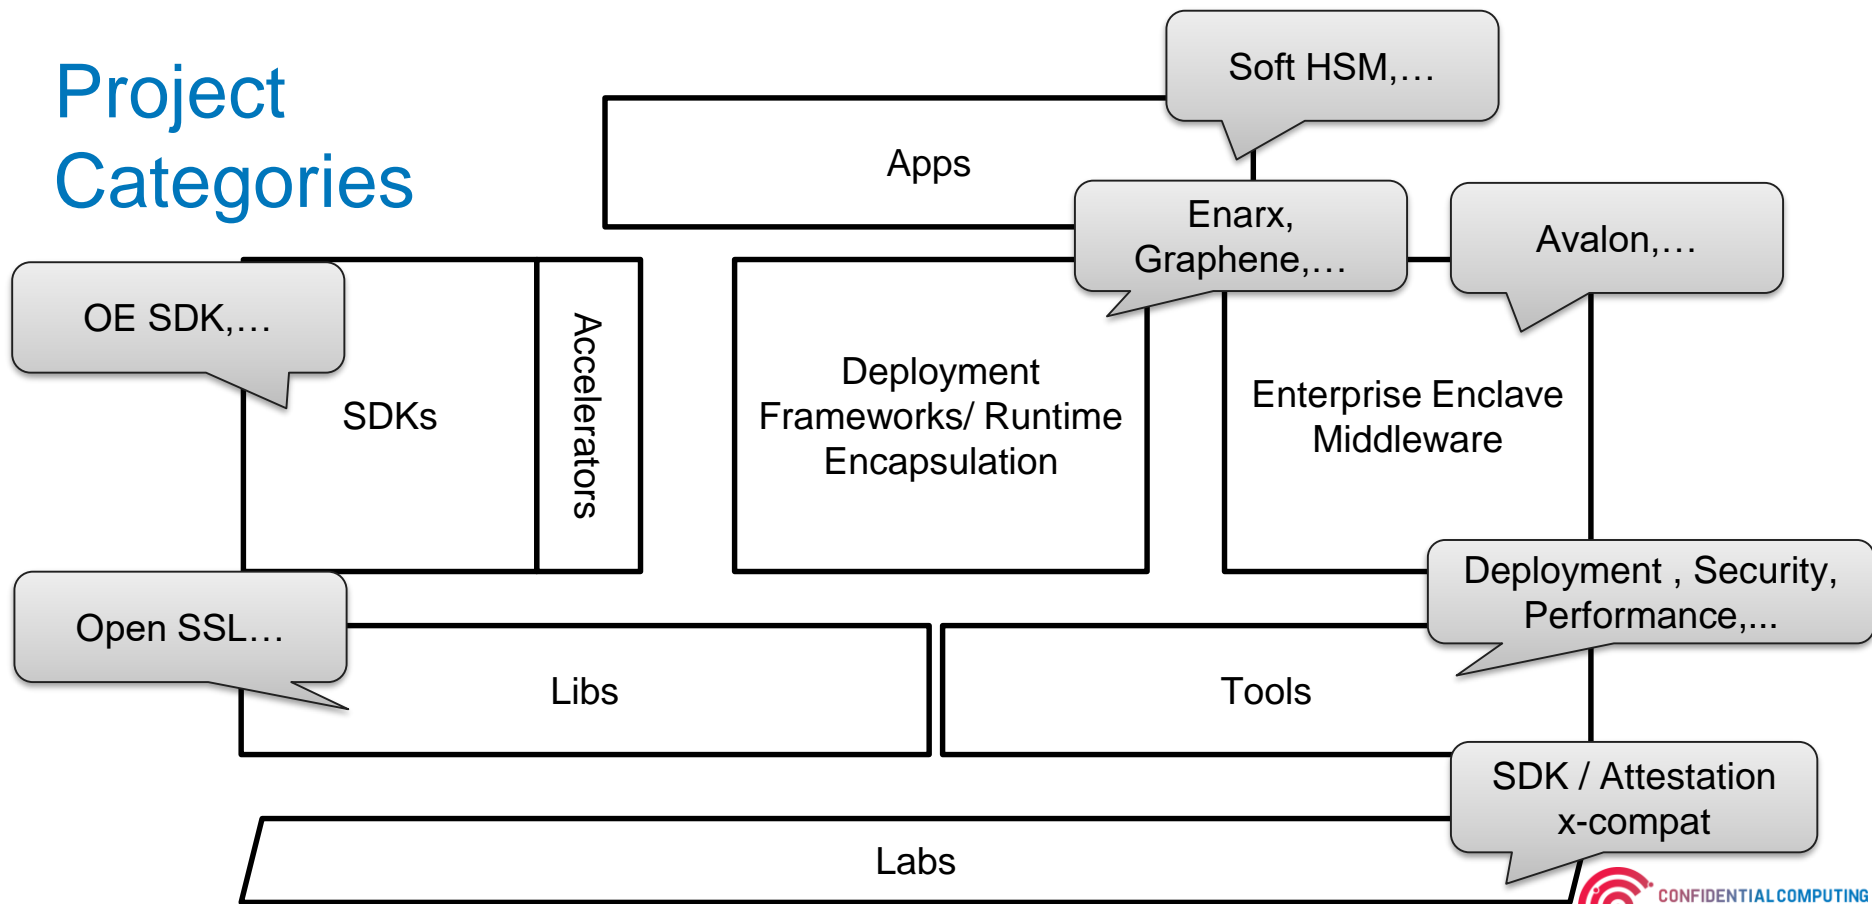 Project
Categories
Soft HSM,…
Apps
Enarx,
Graphene,…
Avalon,…
OE SDK,…
SDKs
Accelerators
Deployment
Frameworks/ Runtime
Encapsulation
Enterprise Enclave
Middleware
Open SSL…
Libs
Deployment , Security,
Performance,...
Tools
SDK / Attestation
x-compat
Labs
CONFIDENTIAL COMPUTING